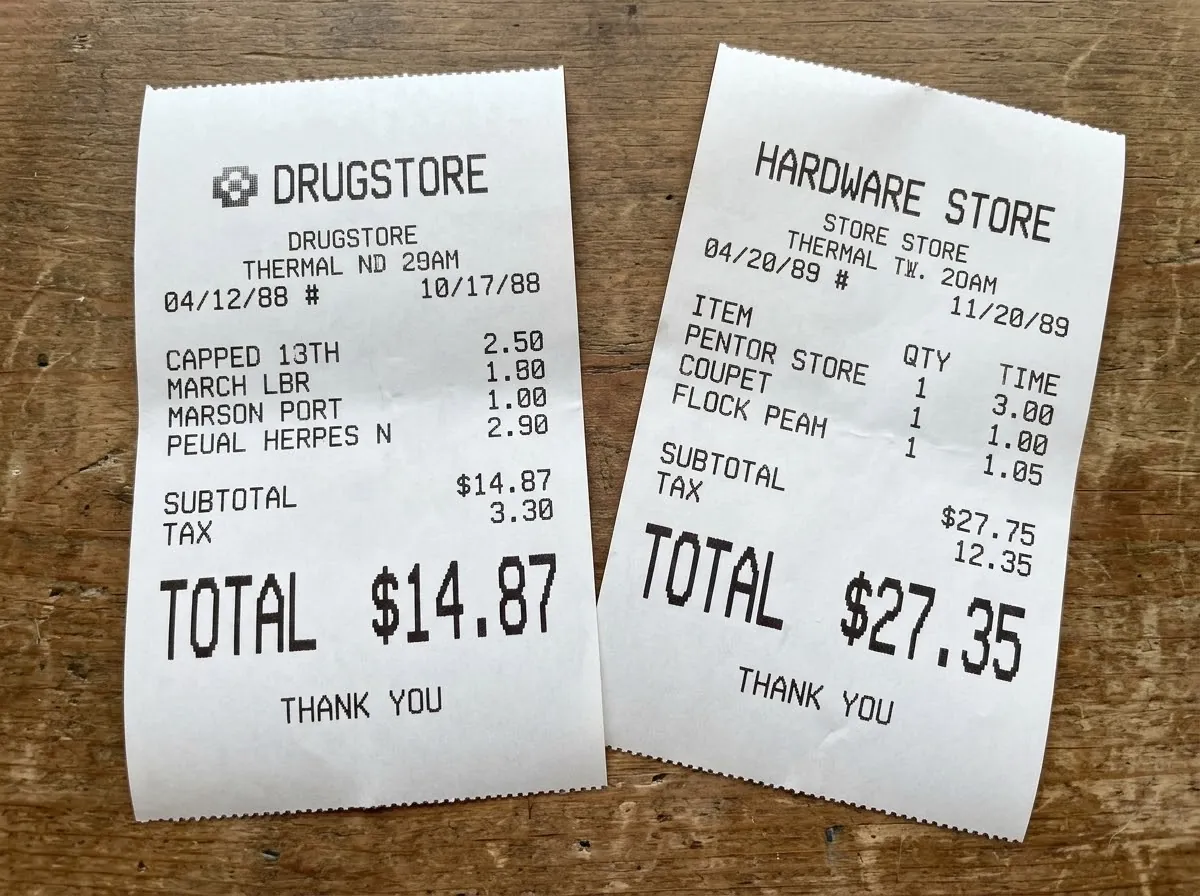 DRUGSTORE
DRUGSTORE
THERMAL ND 29AM
04/12/88 # 10/17/88
CAPPED 13TH 2.50
MARCH LBR 1.80
MARSON PORT 1.00
PEUAL HERPES N 2.90
SUBTOTAL $14.87
TAX 3.30
TOTAL $14.87
THANK YOU
HARDWARE STORE
STORE STORE
THERMAL TW. 20AM
04/20/89 # 11/20/89
ITEM QTY TIME
PENTOR STORE 1 3.00
COUPET 1 1.00
FLOCK PEAH 1 1.05
SUBTOTAL $27.75
TAX 12.35
TOTAL $27.35
THANK YOU